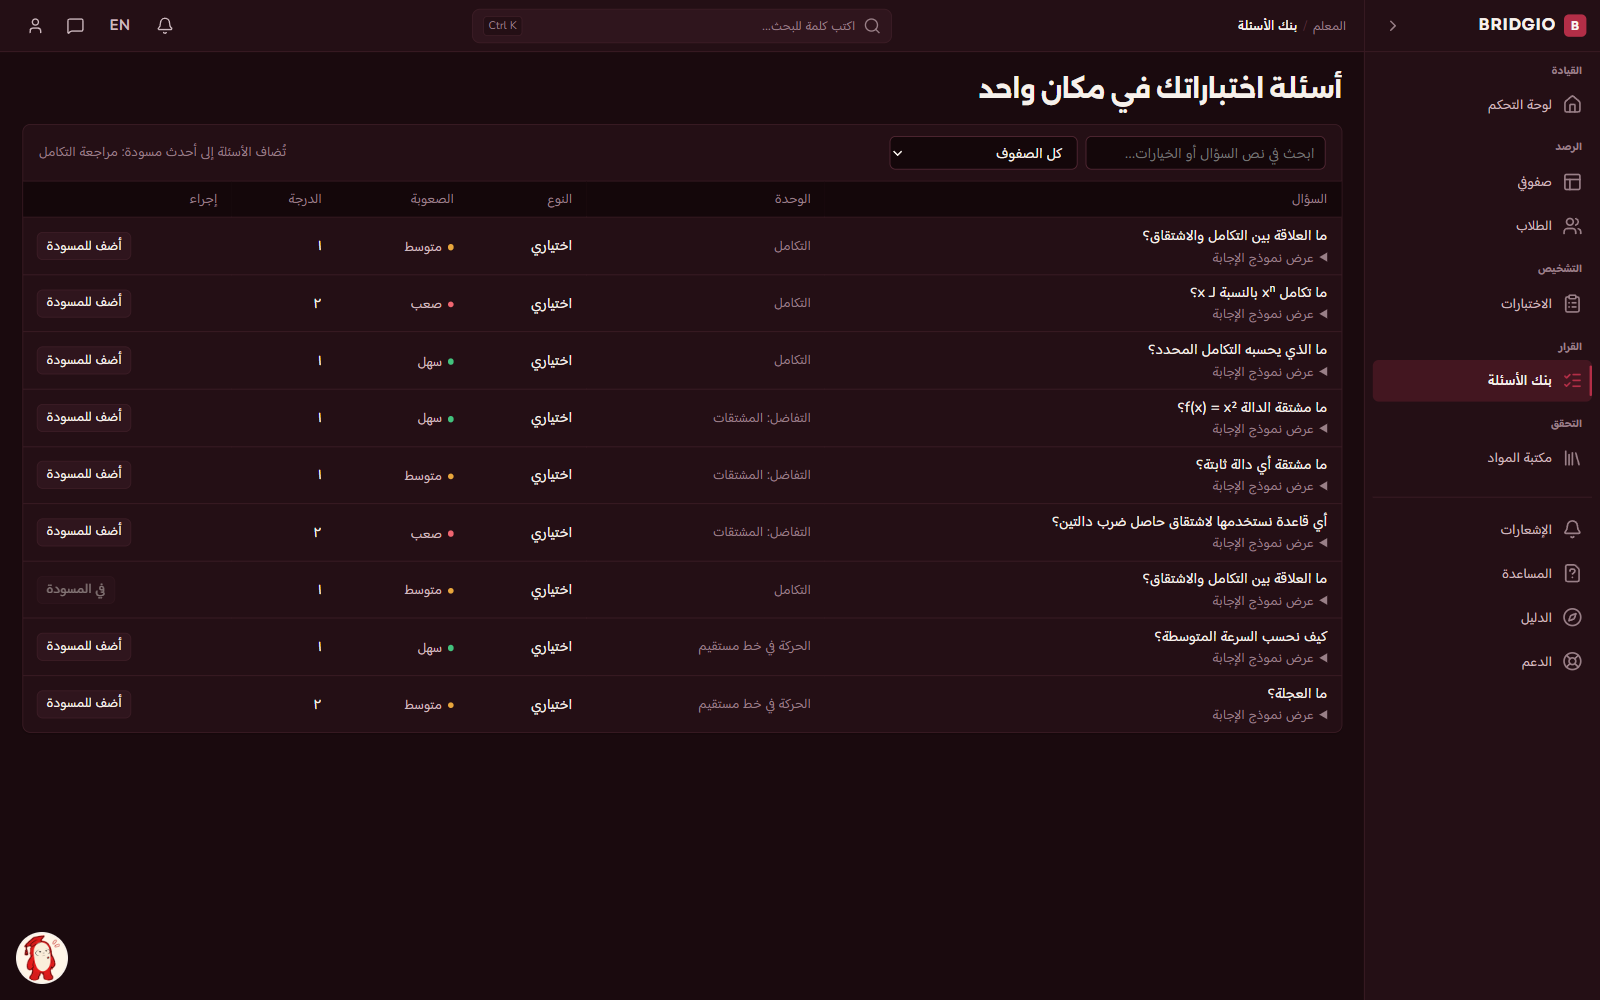 B BRIDGIO
المعلم / بنك الأسئلة
اكتب كلمة للبحث... Ctrl K
EN
القيادة
لوحة التحكم
الرصد
صفوفي
الطلاب
التشخيص
الاختبارات
القرار
بنك الأسئلة
التحقق
مكتبة المواد
الإشعارات
المساعدة
الدليل
الدعم
أسئلة اختباراتك في مكان واحد
ابحث في نص السؤال أو الخيارات... كل الصفوف تُضاف الأسئلة إلى أحدث مسودة: مراجعة التكامل
السؤال الوحدة النوع الصعوبة الدرجة إجراء
ما العلاقة بين التكامل والاشتقاق؟ التكامل اختياري متوسط ١ أضف للمسودة
عرض نموذج الإجابة
ما تكامل xⁿ بالنسبة لـ x؟ التكامل اختياري صعب ٢ أضف للمسودة
عرض نموذج الإجابة
ما الذي يحسبه التكامل المحدد؟ التكامل اختياري سهل ١ أضف للمسودة
عرض نموذج الإجابة
ما مشتقة الدالة f(x) = x²؟ التفاضل: المشتقات اختياري سهل ١ أضف للمسودة
عرض نموذج الإجابة
ما مشتقة أي دالة ثابتة؟ التفاضل: المشتقات اختياري متوسط ١ أضف للمسودة
عرض نموذج الإجابة
أي قاعدة نستخدمها لاشتقاق حاصل ضرب دالتين؟ التفاضل: المشتقات اختياري صعب ٢ أضف للمسودة
عرض نموذج الإجابة
ما العلاقة بين التكامل والاشتقاق؟ التكامل اختياري متوسط ١ في المسودة
عرض نموذج الإجابة
كيف نحسب السرعة المتوسطة؟ الحركة في خط مستقيم اختياري سهل ١ أضف للمسودة
عرض نموذج الإجابة
ما العجلة؟ الحركة في خط مستقيم اختياري متوسط ٢ أضف للمسودة
عرض نموذج الإجابة